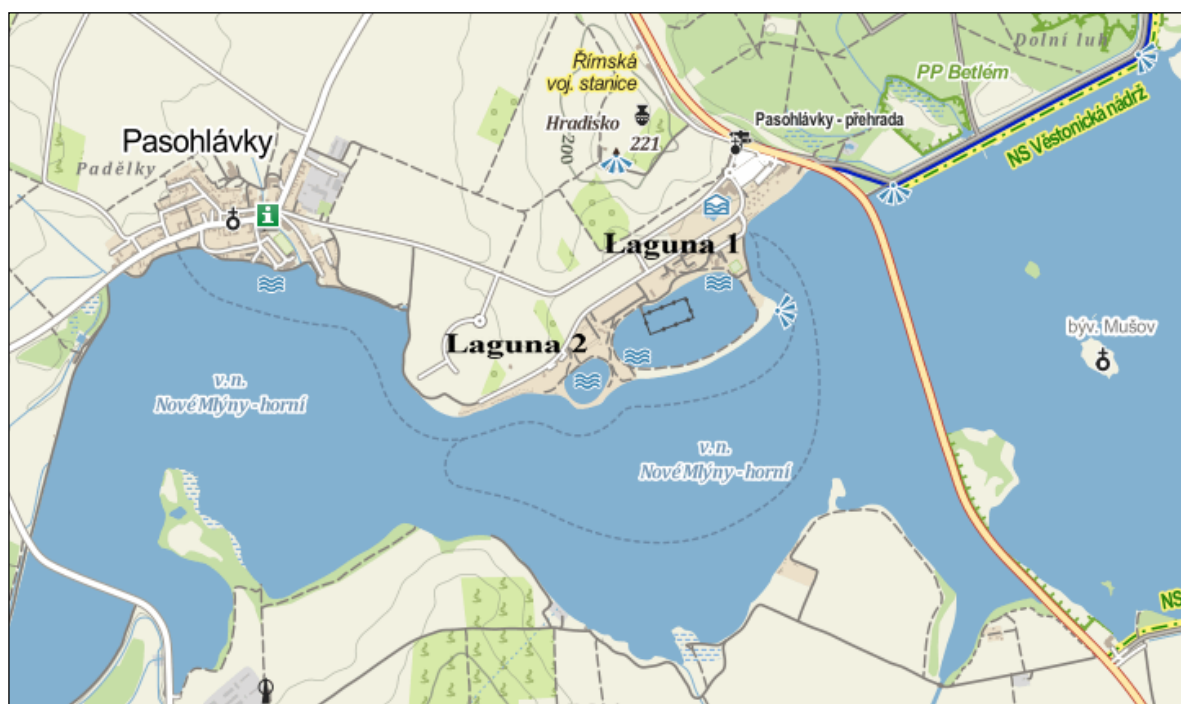 Dolní luh
Římská
voj. stanice
PP Betlém
NS Věstonická nádrž
Hradisko
221
200
Pasohlávky - přehrada
Pasohlávky
Padělky
i
Laguna 1
Laguna 2
býv. Mušov
v.n.
Nové Mlýny - horní
v.n.
Nové Mlýny - horní
NS